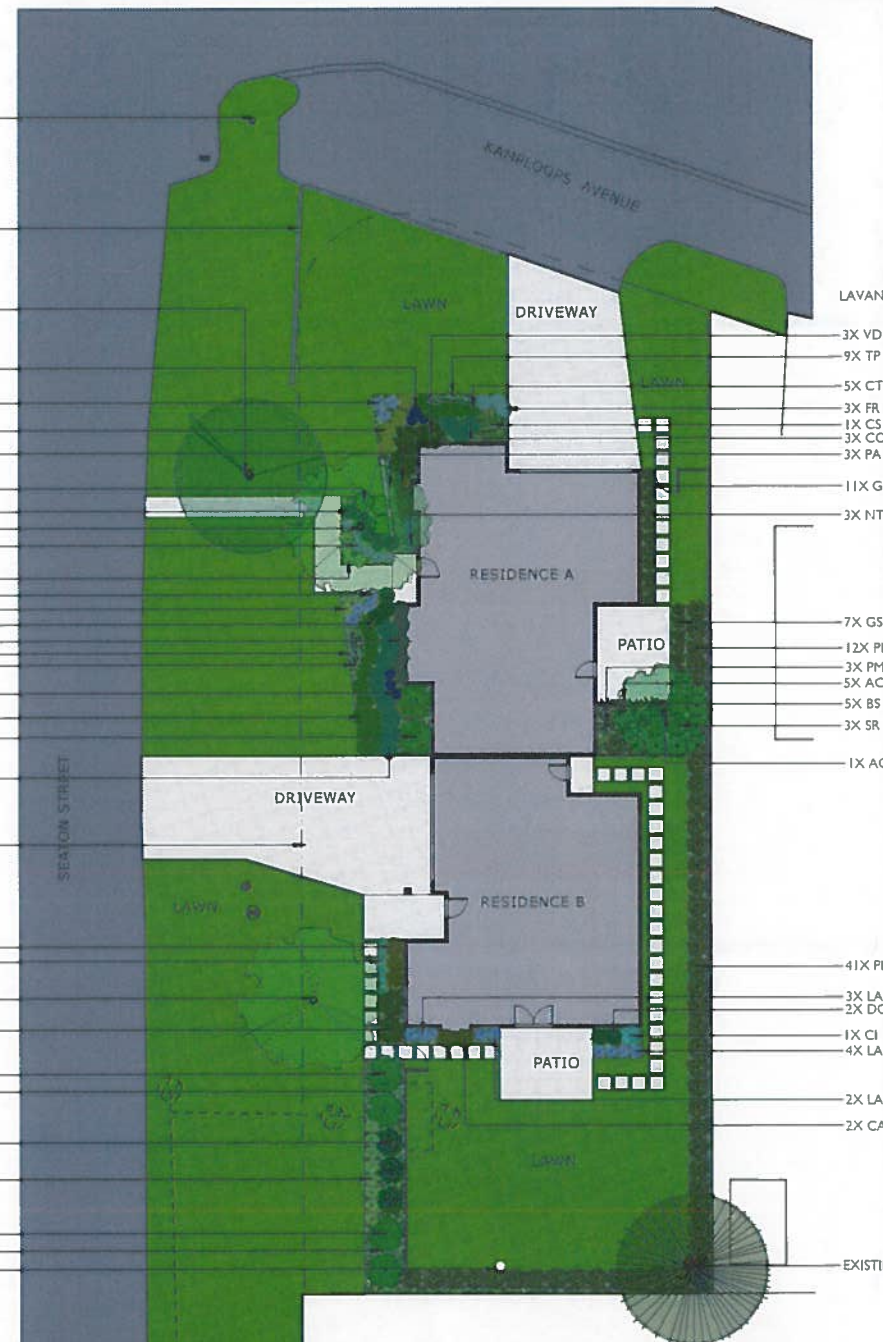 KAMPLOOPS AVENUE
LAVAN
LAWN
DRIVEWAY
3X VD
9X TP
LAWN
5X CT
3X FR
1X CS
3X CO
3X PA
11X G
3X NT
RESIDENCE A
7X GS
PATIO
12X PI
3X PM
5X AC
5X BS
3X SR
1X AC
SEATON STREET
DRIVEWAY
LAWN
RESIDENCE B
41X PI
3X LA
2X DC
1X CI
4X LA
PATIO
2X LA
2X CA
LAWN
EXISTI